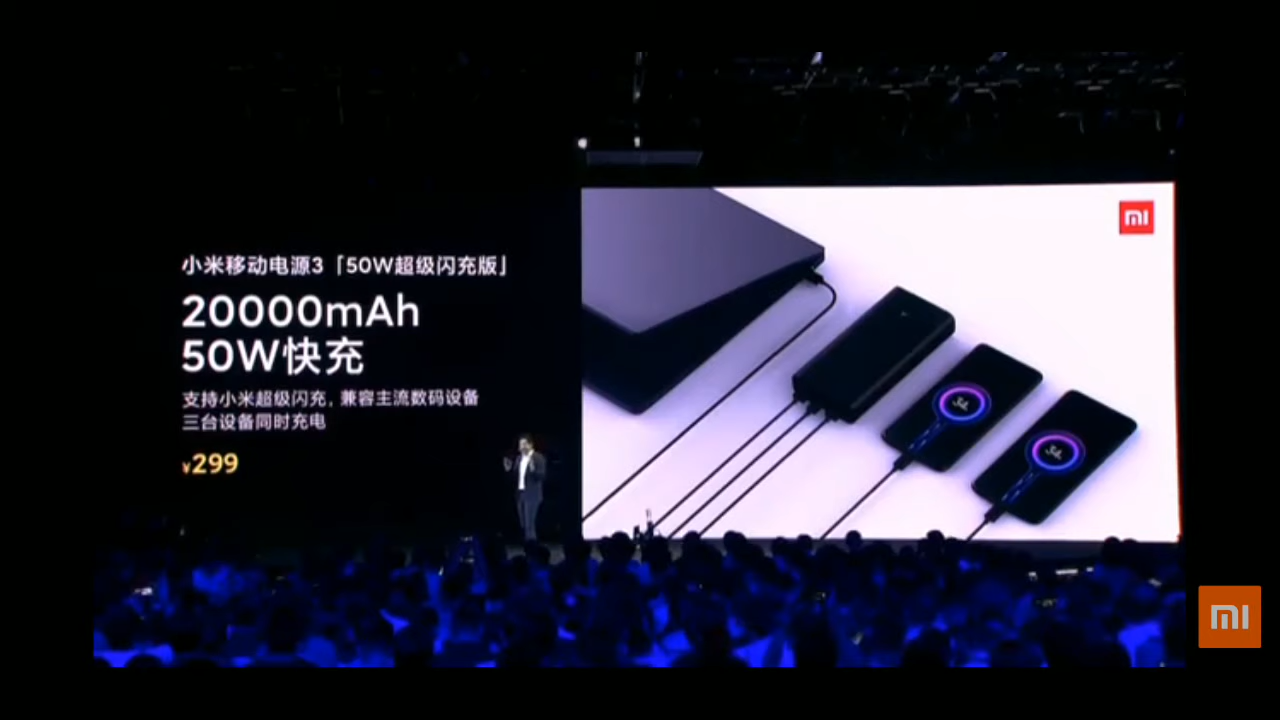 小米移动电源3「50W超级闪充版」
20000mAh
50W快充
支持小米超级闪充,兼容主流数码设备
三台设备同时充电
¥299
mi
mi